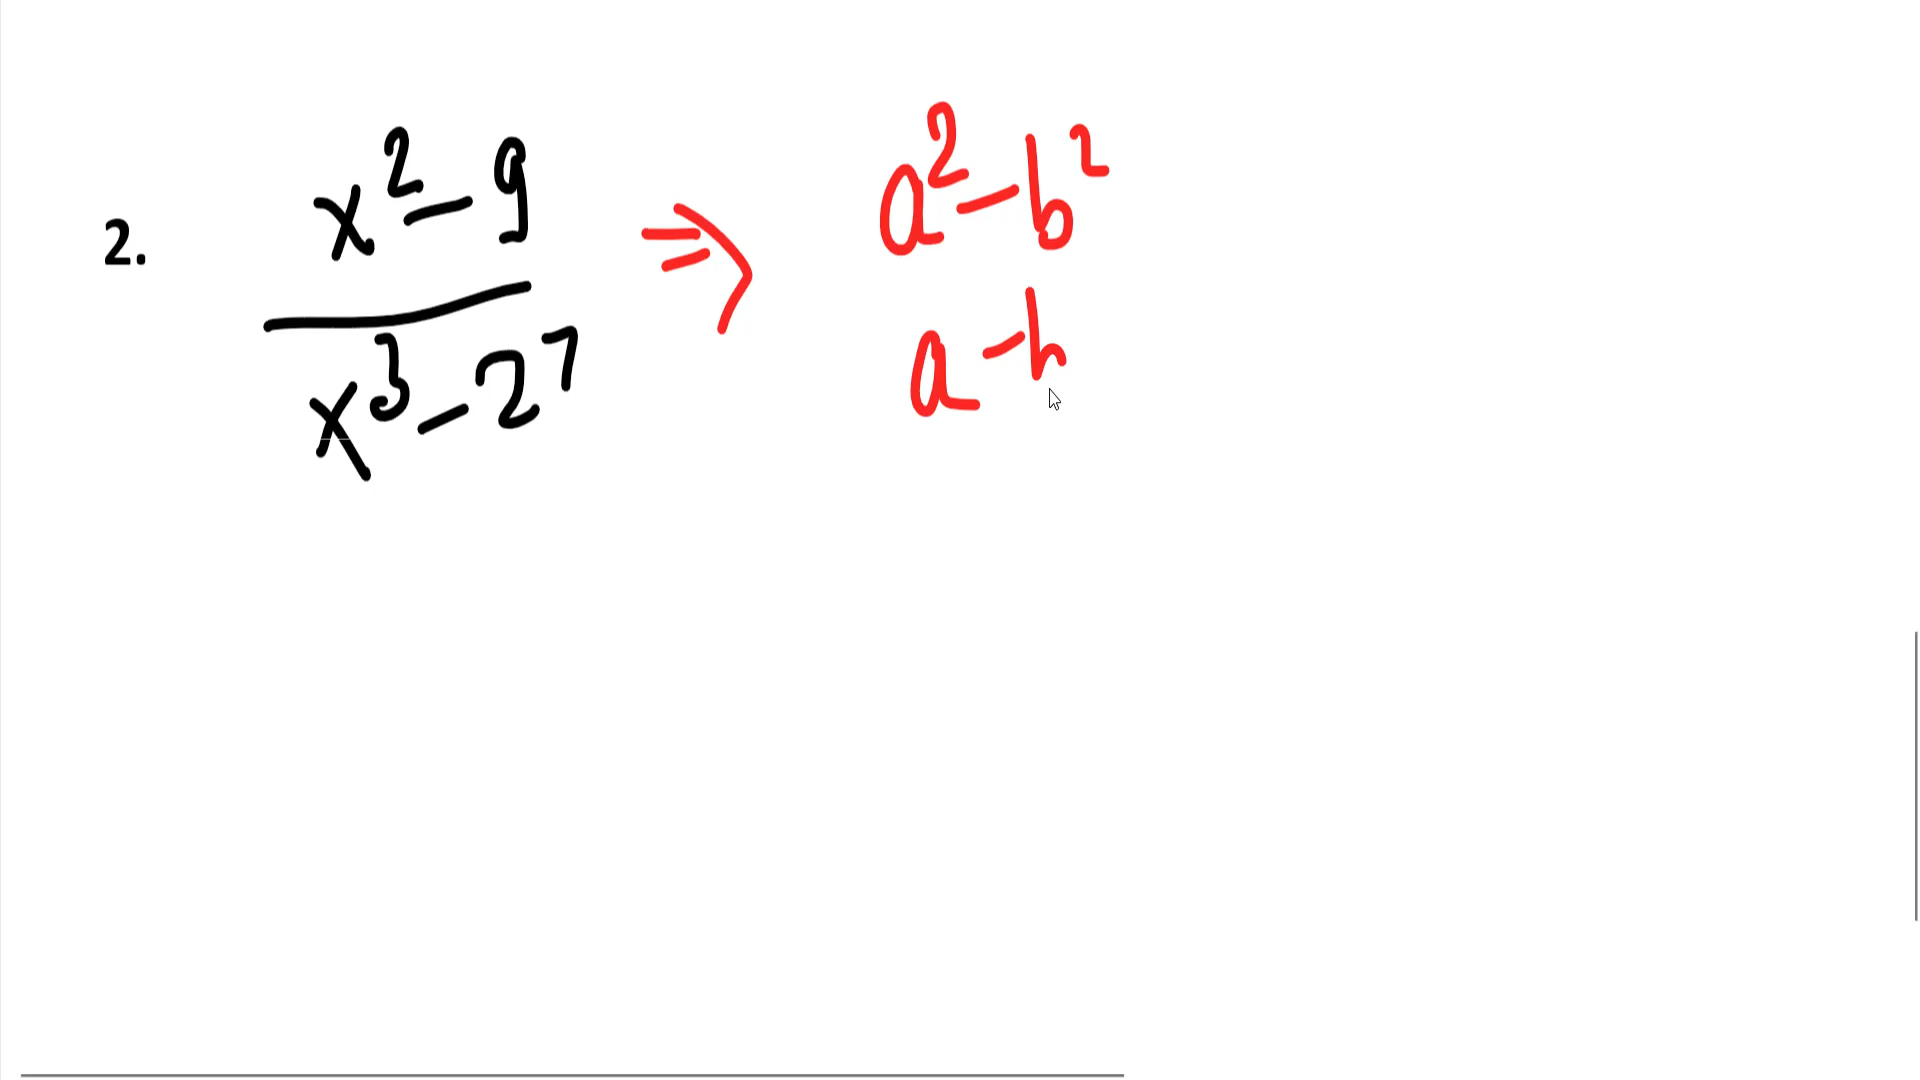 2. x² - 9 / x³ - 27 ⇒ a² - b²
a - h